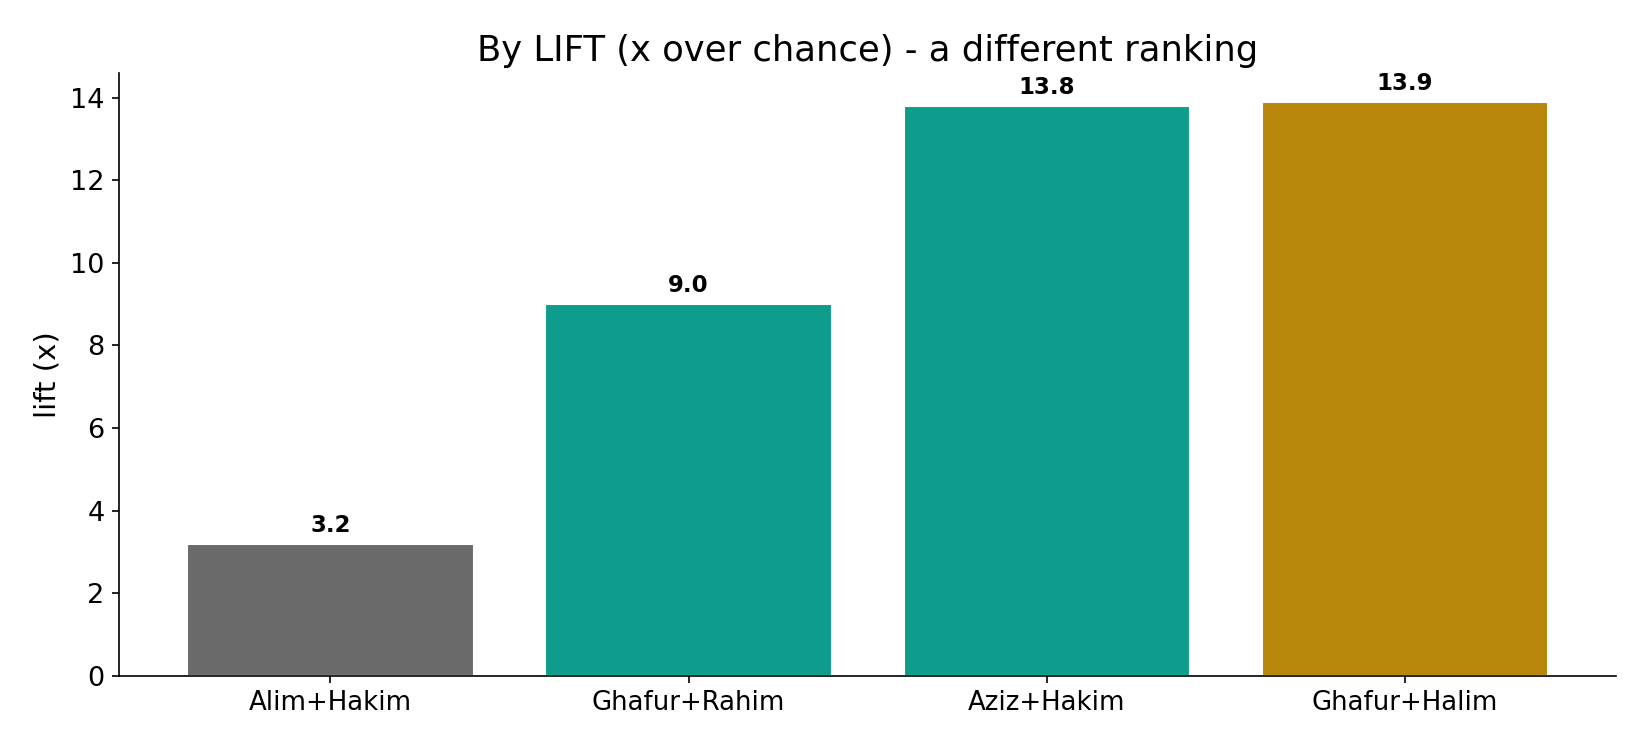 By LIFT (x over chance) - a different ranking
lift (x)
14
12
10
8
6
4
2
0
3.2
9.0
13.8
13.9
Alim+Hakim
Ghafur+Rahim
Aziz+Hakim
Ghafur+Halim